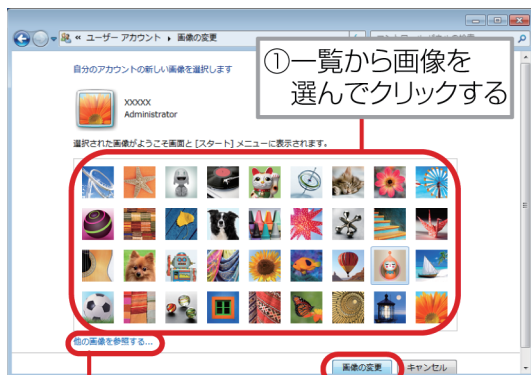 « ユーザー アカウント ▸ 画像の変更
①一覧から画像を
選んでクリックする
自分のアカウントの新しい画像を選択します
XXXXX
Administrator
選択された画像がようこそ画面と [スタート] メニューに表示されます。
他の画像を参照する...
画像の変更
キャンセル